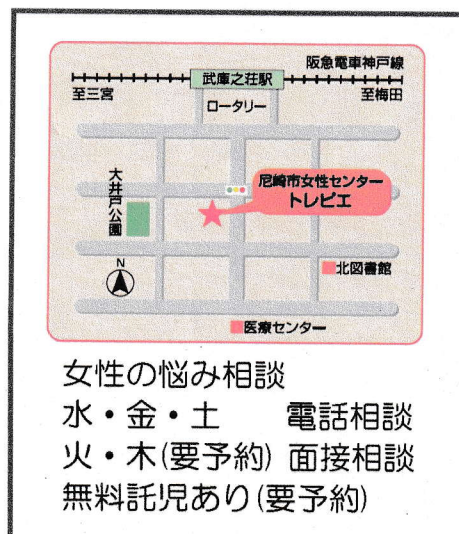 阪急電車神戸線
武庫之荘駅
至三宮
至梅田
ロータリー
大井戸公園
尼崎市女性センター
トレピエ
N
北図書館
医療センター
女性の悩み相談
水・金・土 電話相談
火・木(要予約) 面接相談
無料託児あり(要予約)